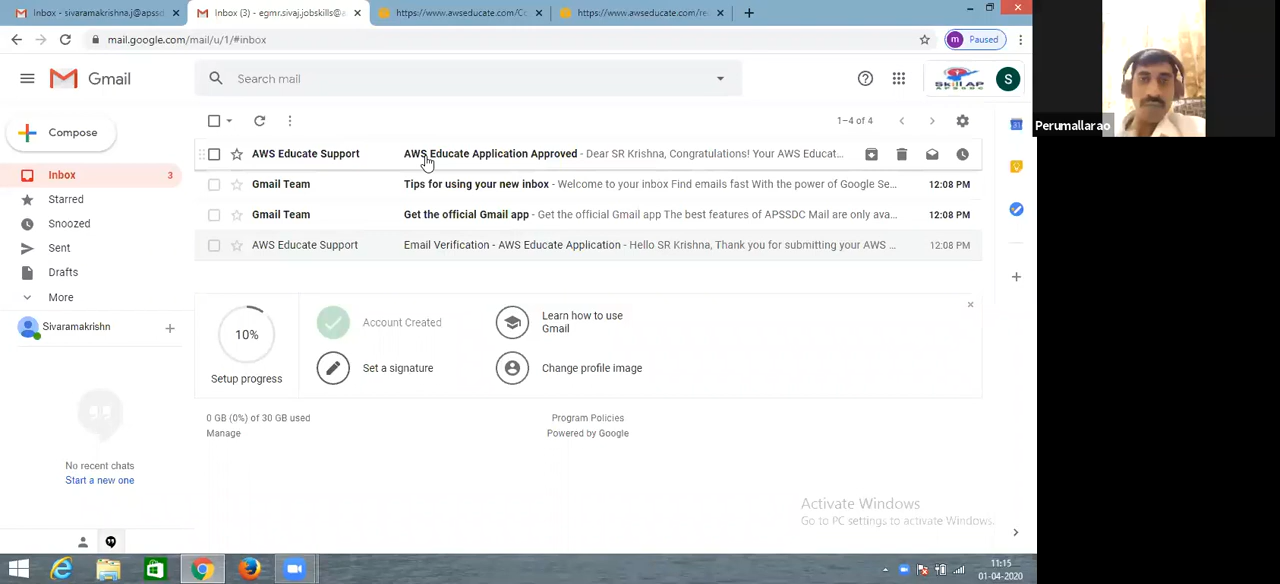 Inbox - sivaramakrishna.j@apssd
Inbox (3) - egmr.sivaj.jobskills@a
https://www.awseducate.com/Co
https://www.awseducate.com/re
mail.google.com/mail/u/1/#inbox
m Paused
Gmail
Search mail
S
Compose
1–4 of 4
Inbox 3
Starred
Snoozed
Sent
Drafts
More
Sivaramakrishn
AWS Educate Support AWS Educate Application Approved - Dear SR Krishna, Congratulations! Your AWS Educat...
Gmail Team Tips for using your new inbox - Welcome to your inbox Find emails fast With the power of Google Se... 12:08 PM
Gmail Team Get the official Gmail app - Get the official Gmail app The best features of APSSDC Mail are only ava... 12:08 PM
AWS Educate Support Email Verification - AWS Educate Application - Hello SR Krishna, Thank you for submitting your AWS ... 12:08 PM
10%
Setup progress
Account Created
Set a signature
Learn how to use
Gmail
Change profile image
0 GB (0%) of 30 GB used
Manage
Program Policies
Powered by Google
No recent chats
Start a new one
Activate Windows
Go to PC settings to activate Windows.
11:15
01-04-2020
Perumallarao